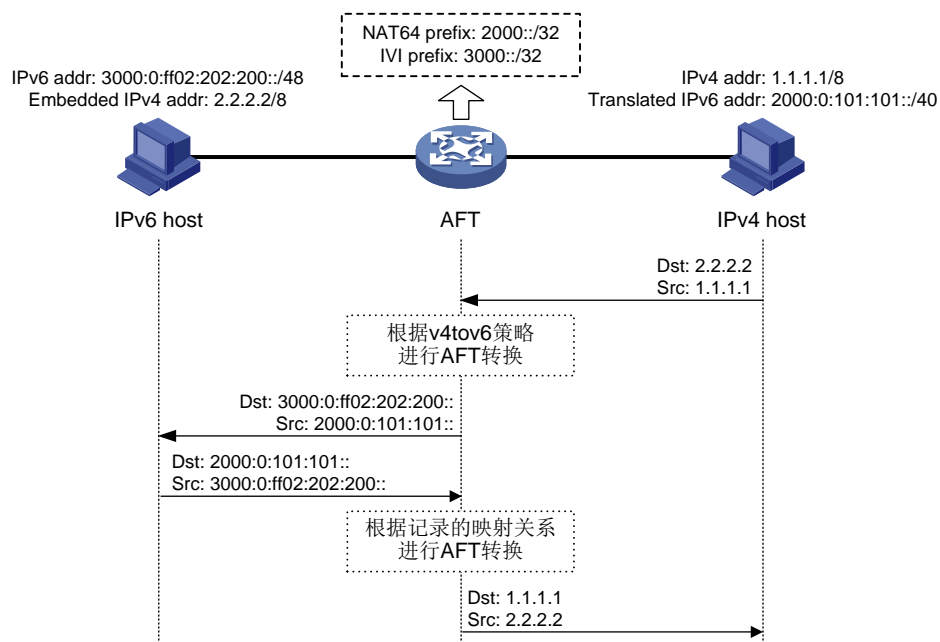 NAT64 prefix: 2000::/32
IVI prefix: 3000::/32
IPv6 addr: 3000:0:ff02:202:200::/48
Embedded IPv4 addr: 2.2.2.2/8
IPv4 addr: 1.1.1.1/8
Translated IPv6 addr: 2000:0:101:101::/40
IPv6 host
AFT
IPv4 host
Dst: 2.2.2.2
Src: 1.1.1.1
根据v4tov6策略
进行AFT转换
Dst: 3000:0:ff02:202:200::
Src: 2000:0:101:101::
Dst: 2000:0:101:101::
Src: 3000:0:ff02:202:200::
根据记录的映射关系
进行AFT转换
Dst: 1.1.1.1
Src: 2.2.2.2